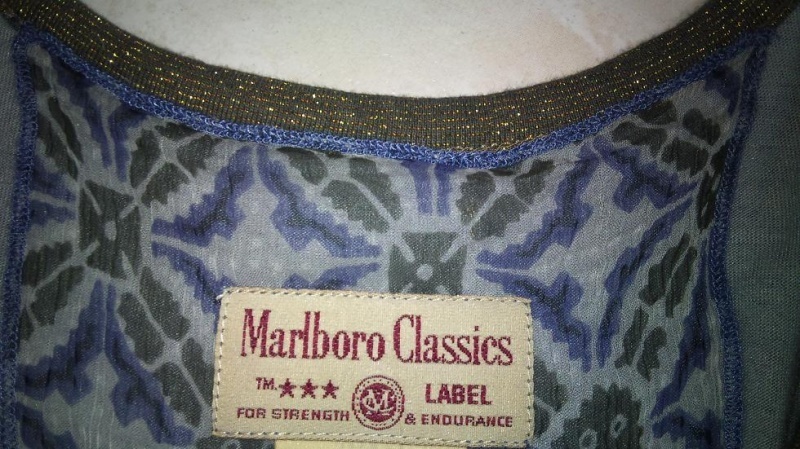 Marlboro Classics
TM ★★★ M LABEL
FOR STRENGTH & ENDURANCE